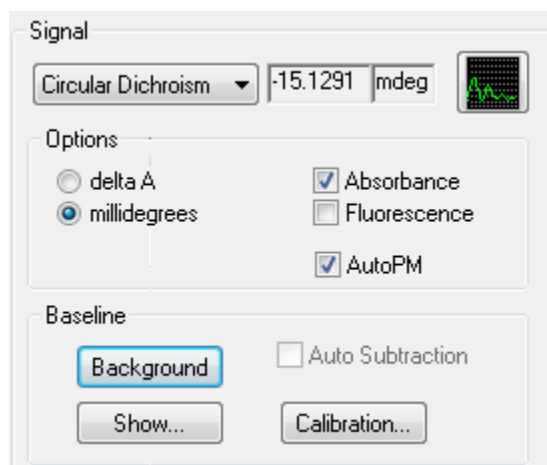 Signal
Circular Dichroism -15.1291 mdeg
Options
delta A Absorbance
millidegrees Fluorescence
AutoPM
Baseline
Background Auto Subtraction
Show... Calibration...